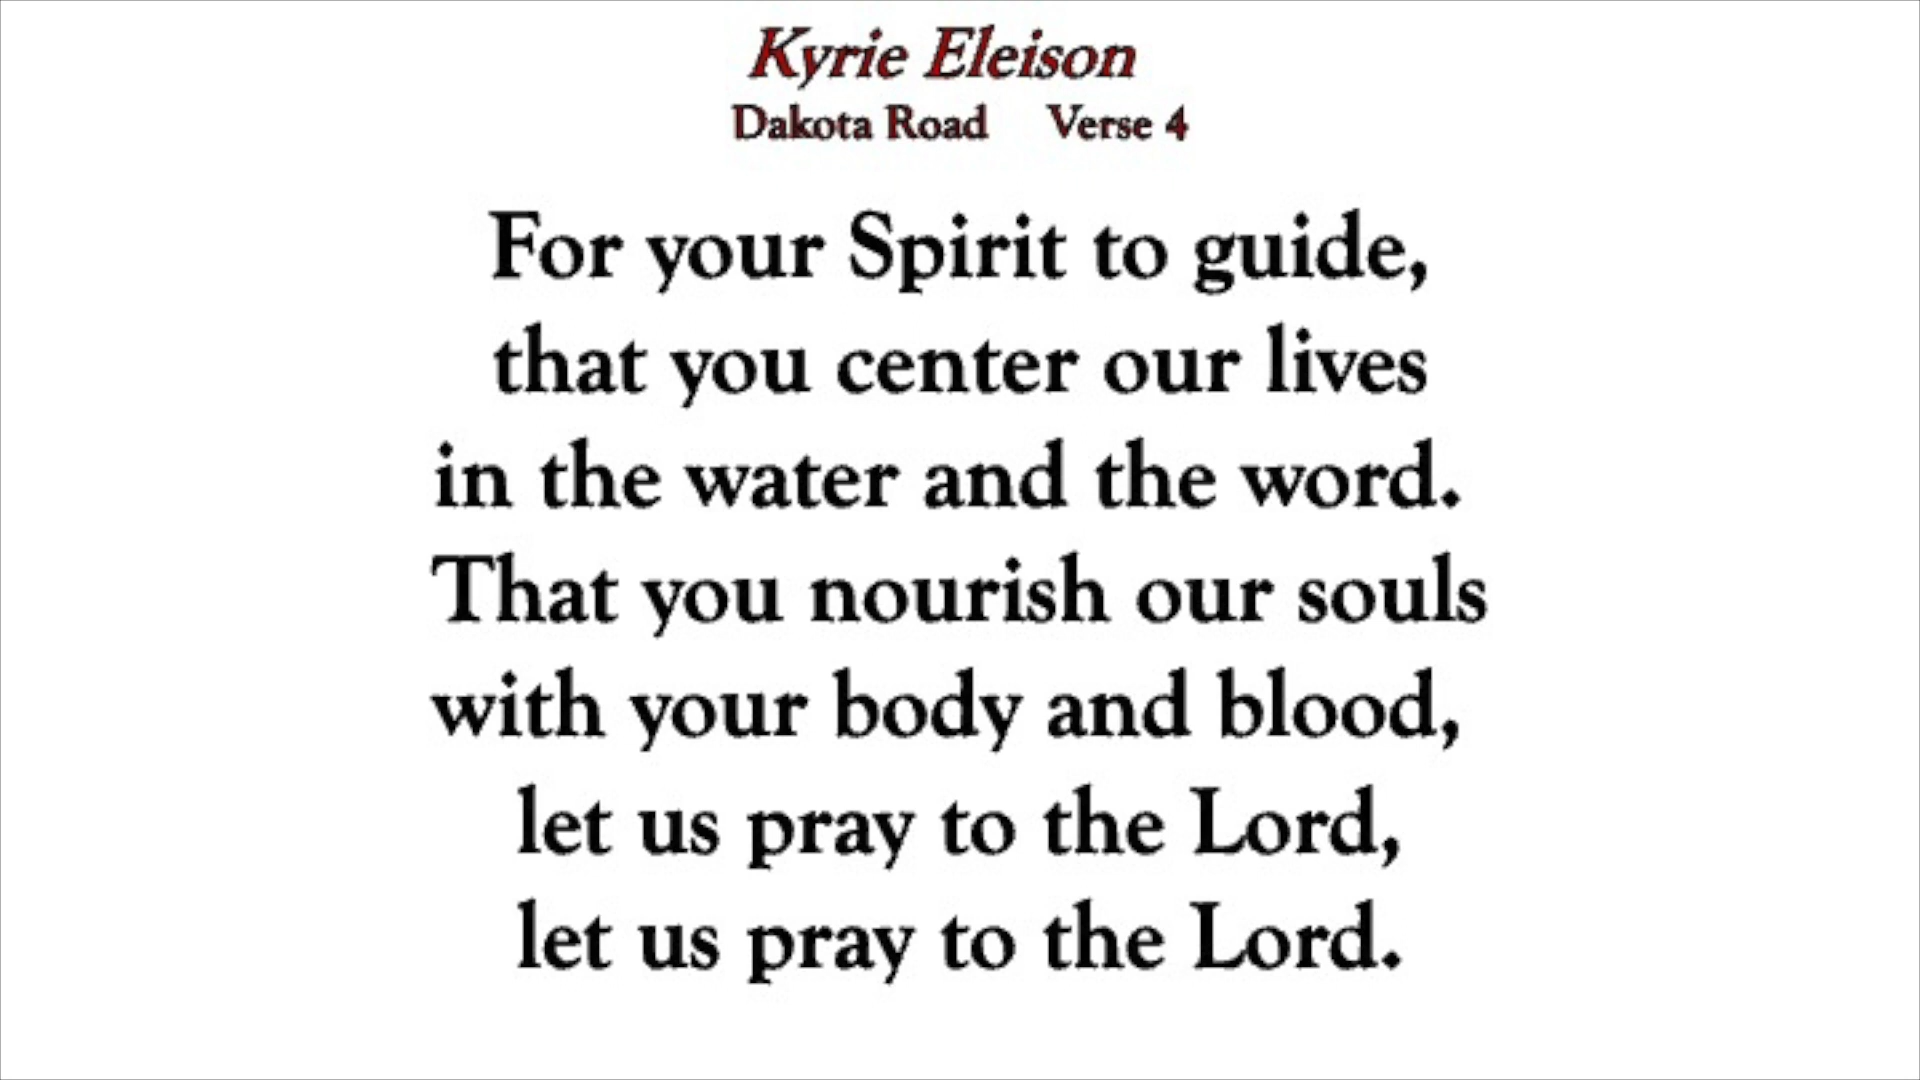 Kyrie Eleison
Dakota Road Verse 4
For your Spirit to guide,
that you center our lives
in the water and the word.
That you nourish our souls
with your body and blood,
let us pray to the Lord,
let us pray to the Lord.